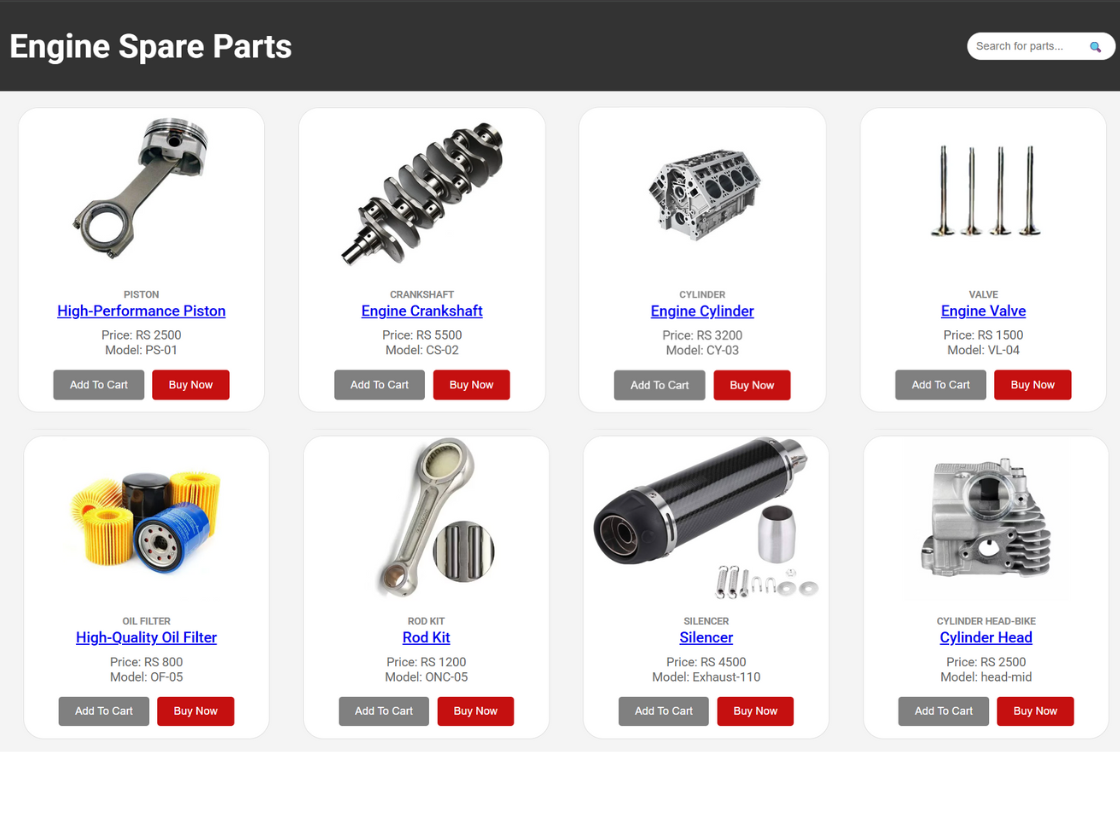 Engine Spare Parts
Search for parts...
PISTON
High-Performance Piston
Price: RS 2500
Model: PS-01
Add To Cart
Buy Now
CRANKSHAFT
Engine Crankshaft
Price: RS 5500
Model: CS-02
Add To Cart
Buy Now
CYLINDER
Engine Cylinder
Price: RS 3200
Model: CY-03
Add To Cart
Buy Now
VALVE
Engine Valve
Price: RS 1500
Model: VL-04
Add To Cart
Buy Now
OIL FILTER
High-Quality Oil Filter
Price: RS 800
Model: OF-05
Add To Cart
Buy Now
ROD KIT
Rod Kit
Price: RS 1200
Model: ONC-05
Add To Cart
Buy Now
SILENCER
Silencer
Price: RS 4500
Model: Exhaust-110
Add To Cart
Buy Now
CYLINDER HEAD-BIKE
Cylinder Head
Price: RS 2500
Model: head-mid
Add To Cart
Buy Now